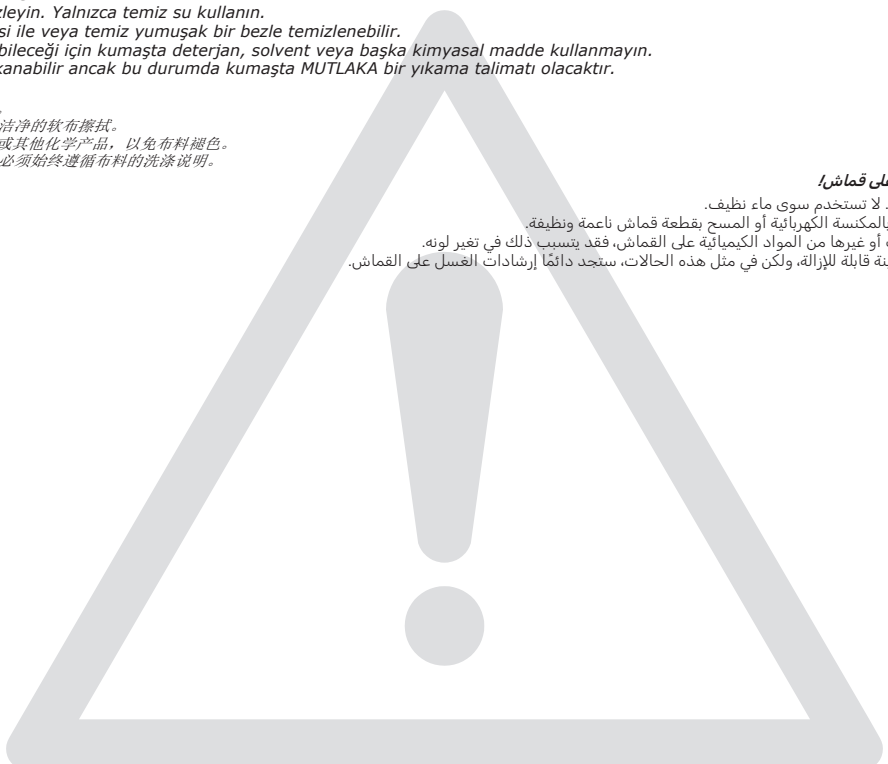 zleyin. Yalnızca temiz su kullanın.
si ile veya temiz yumuşak bir bezle temizlenebilir.
bileceği için kumaşta deterjan, solvent veya başka kimyasal madde kullanmayın.
kanabilir ancak bu durumda kumaşta MUTLAKA bir yıkama talimatı olacaktır.
。
洁净的软布擦拭。
或其他化学产品，以免布料褪色。
必须始终遵循布料的洗涤说明。
على قماش!
. لا تستخدم سوى ماء نظيف.
بالمكنسة الكهربائية أو المسح بقطعة قماش ناعمة ونظيفة.
أو غيرها من المواد الكيميائية على القماش، فقد يتسبب ذلك في تغير لونه.
ينة قابلة للإزالة، ولكن في مثل هذه الحالات، ستجد دائمًا إرشادات الغسل على القماش.